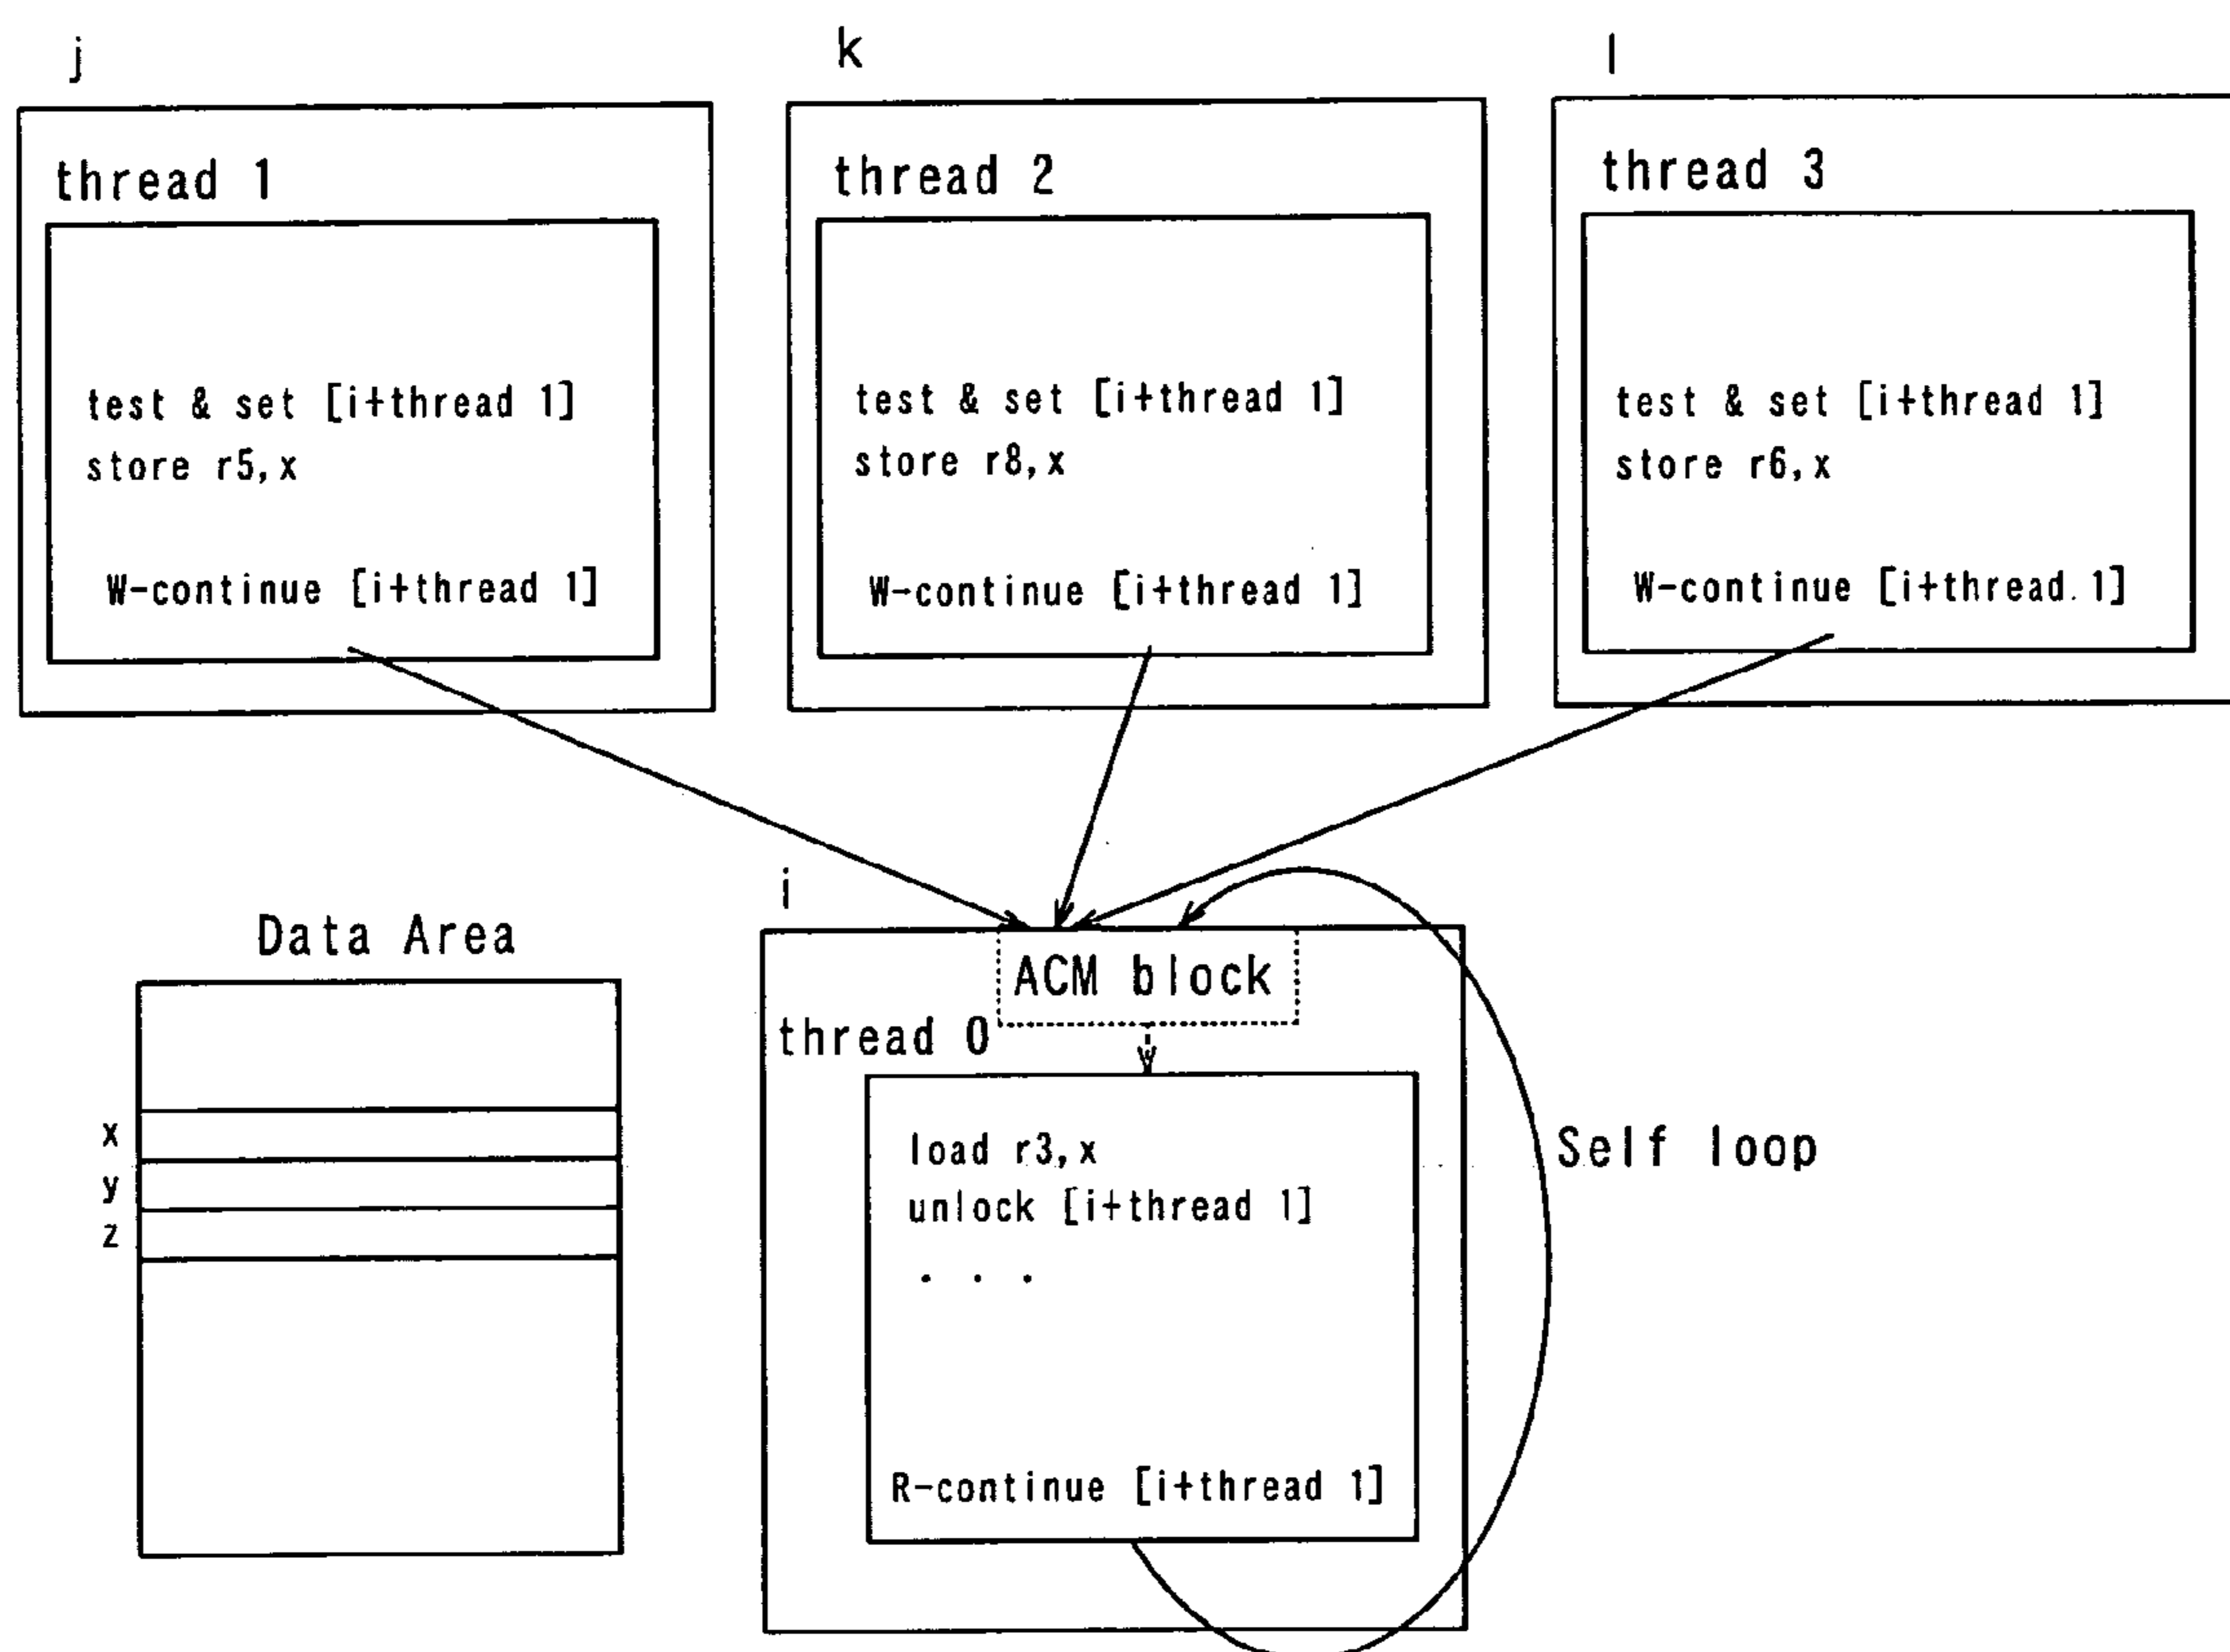 j
thread 1
test & set [i+thread 1]
store r5,x
W-continue [i+thread 1]
k
thread 2
test & set [i+thread 1]
store r8,x
W-continue [i+thread 1]
l
thread 3
test & set [i+thread 1]
store r6,x
W-continue [i+thread 1]
Data Area
x
y
z
i
ACM block
thread 0
load r3,x
unlock [i+thread 1]
. . .
R-continue [i+thread 1]
Self loop